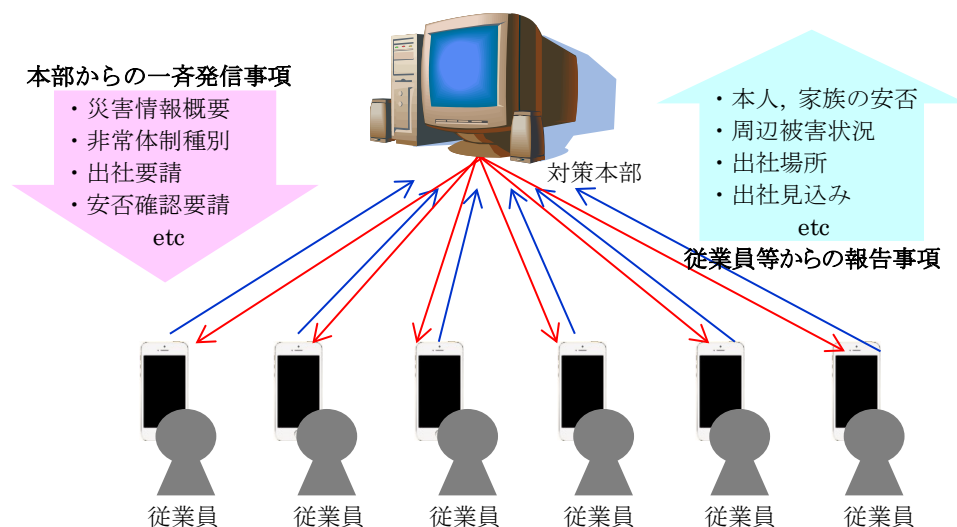 本部からの一斉発信事項
・災害情報概要
・非常体制種別
・出社要請
・安否確認要請
etc
対策本部
・本人, 家族の安否
・周辺被害状況
・出社場所
・出社見込み
etc
従業員等からの報告事項
従業員
従業員
従業員
従業員
従業員
従業員